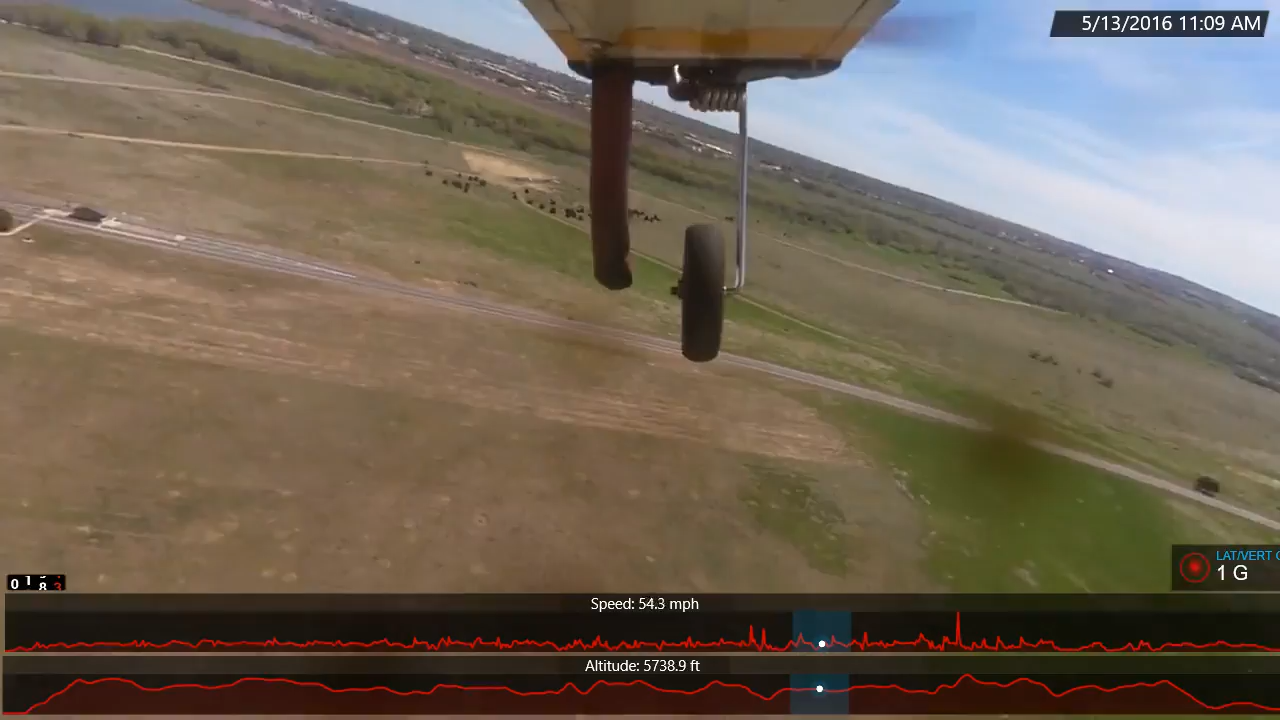 5/13/2016 11:09 AM
LAT/VERT
1 G
Speed: 54.3 mph
Altitude: 5738.9 ft